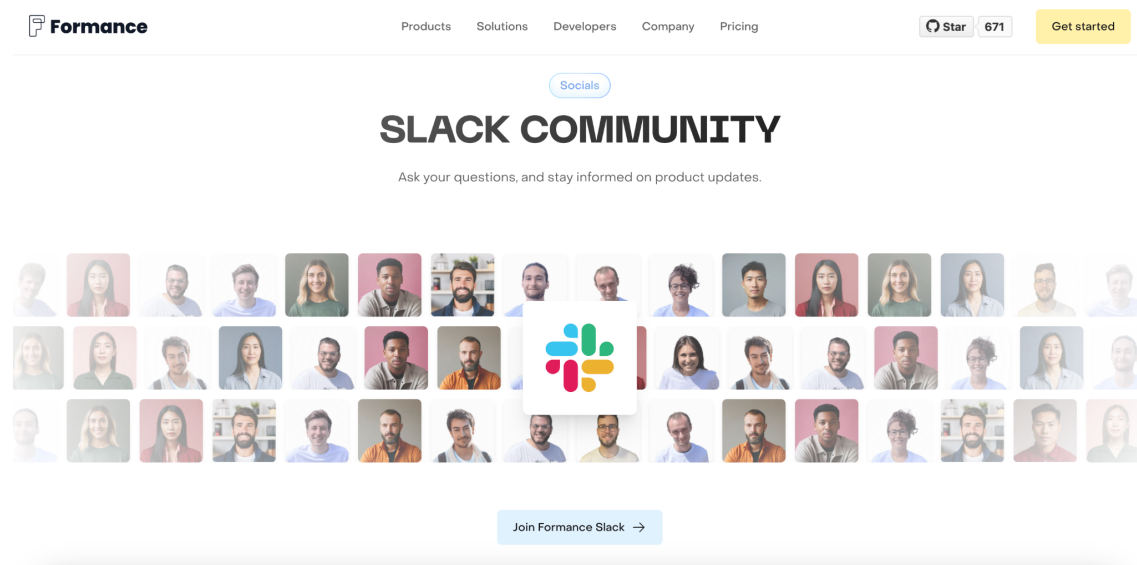 Formance
Products Solutions Developers Company Pricing
Star 671
Get started
Socials
SLACK COMMUNITY
Ask your questions, and stay informed on product updates.
Join Formance Slack →